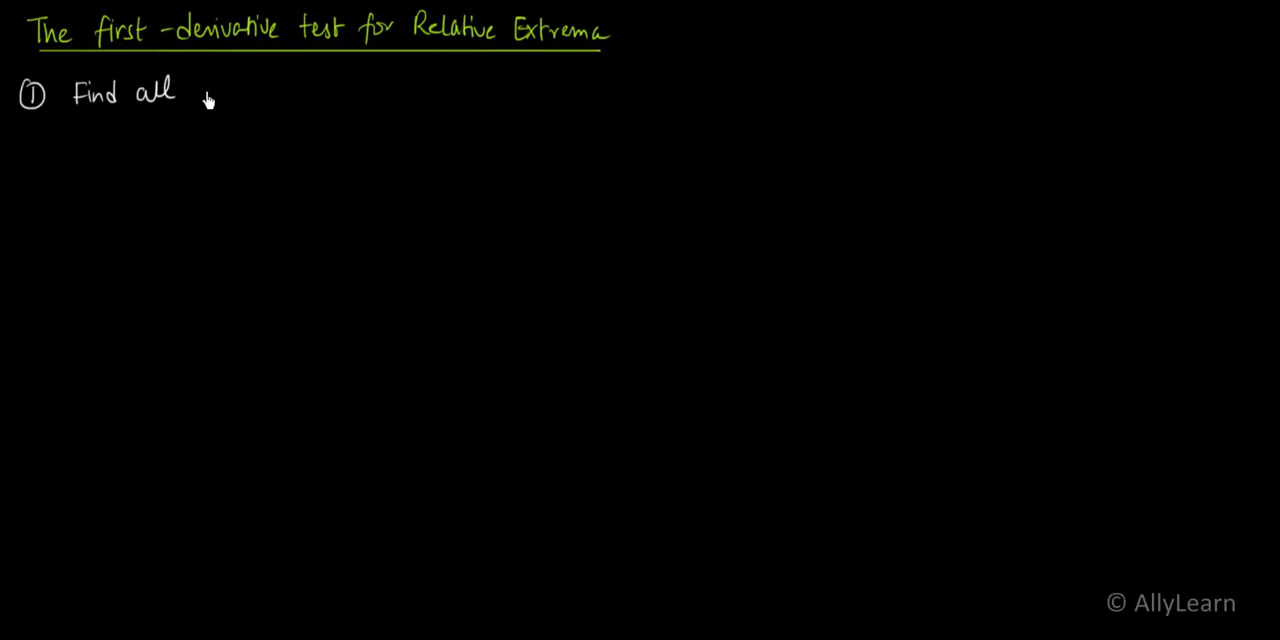 The first-derivative test for Relative Extrema
① Find all
© AllyLearn